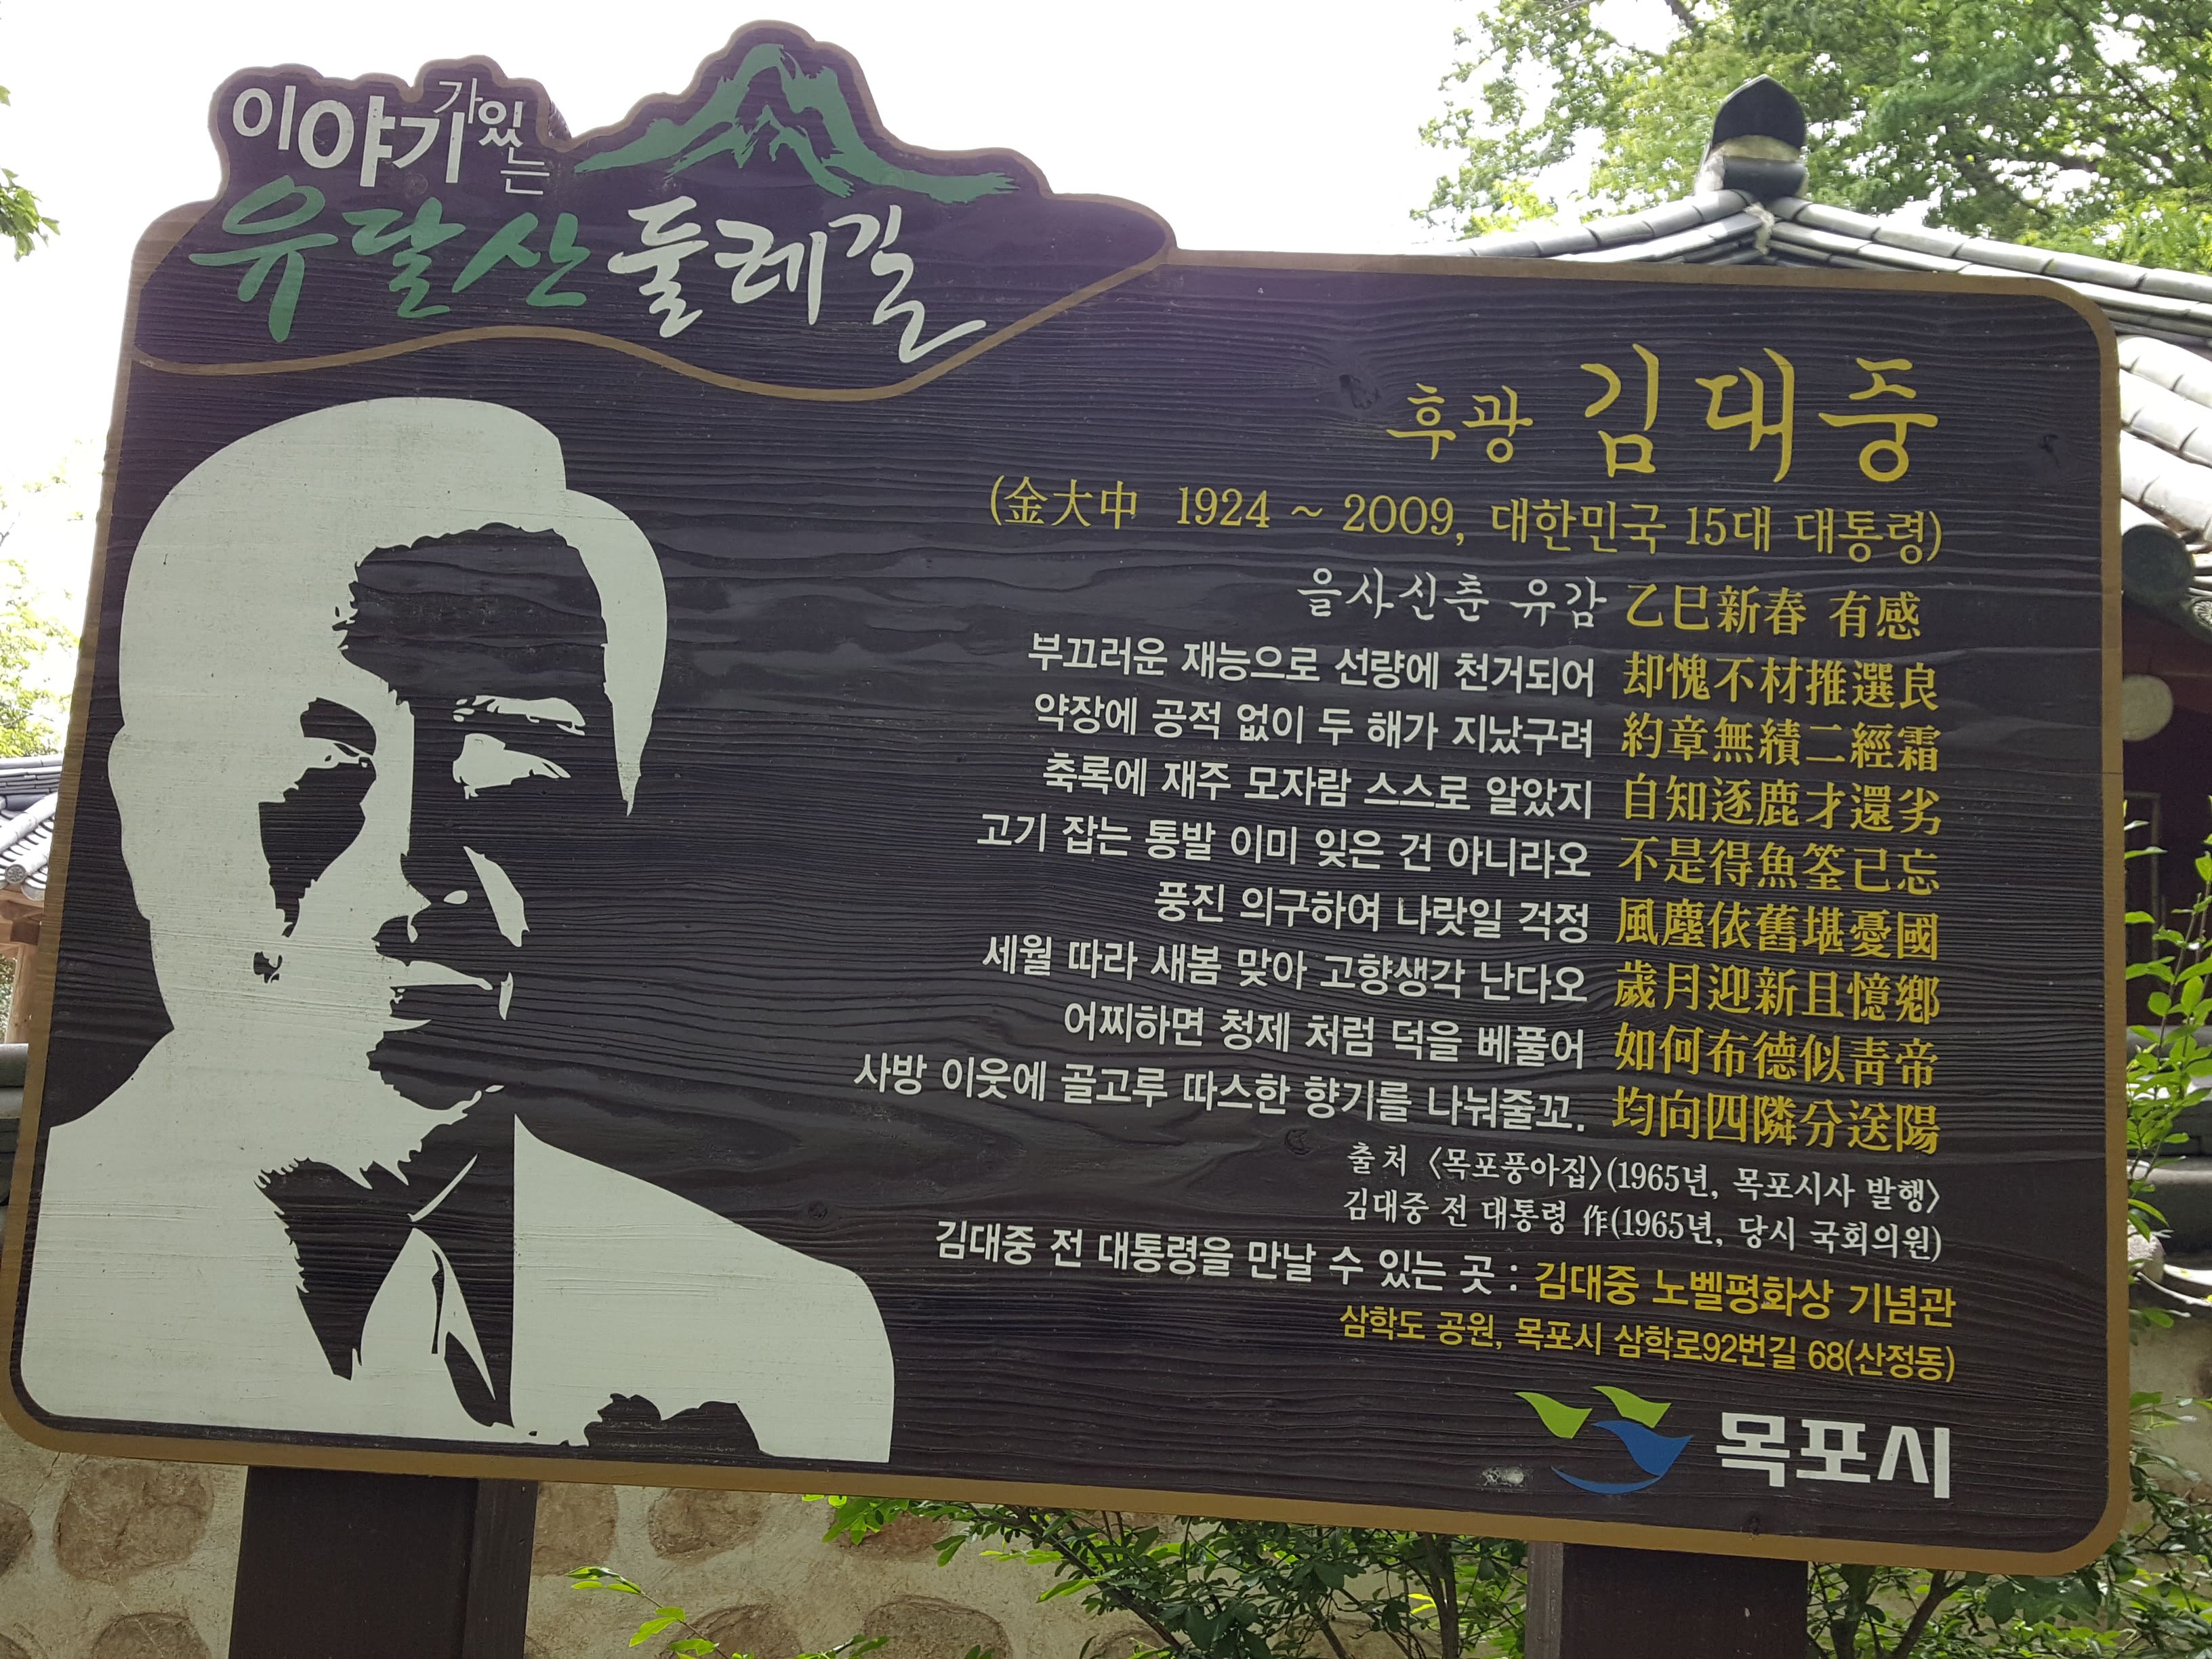 이야기가 있는
유달산 둘레길
후광 김대중
(金大中 1924 ~ 2009, 대한민국 15대 대통령)
을사신춘 유감 乙巳新春 有感
부끄러운 재능으로 선량에 천거되어 却愧不材推選良
약장에 공적 없이 두 해가 지났구려 約章無績二經霜
축록에 재주 모자람 스스로 알았지 自知逐鹿才還劣
고기 잡는 통발 이미 잊은 건 아니라오 不是得魚筌已忘
풍진 의구하여 나랏일 걱정 風塵依舊堪憂國
세월 따라 새봄 맞아 고향생각 난다오 歲月迎新且憶鄉
어찌하면 청제 처럼 덕을 베풀어 如何布德似靑帝
사방 이웃에 골고루 따스한 향기를 나눠줄꼬. 均向四隣分送陽
출처 〈목포풍아집〉(1965년, 목포시사 발행〉
김대중 전 대통령 作(1965년, 당시 국회의원)
김대중 전 대통령을 만날 수 있는 곳 : 김대중 노벨평화상 기념관
삼학도 공원, 목포시 삼학로92번길 68(산정동)
목포시